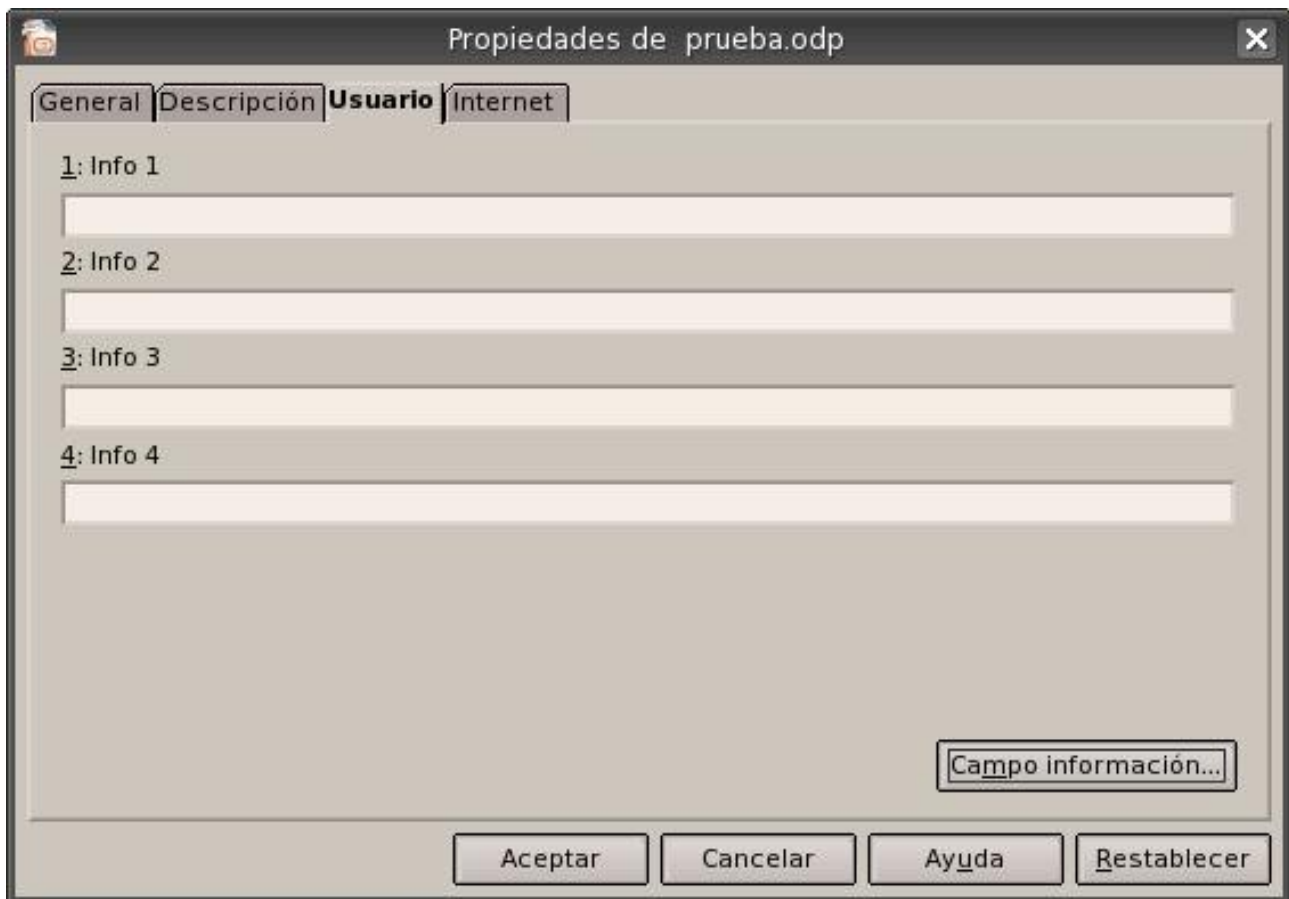 Propiedades de prueba.odp
General Descripción Usuario Internet
1: Info 1
2: Info 2
3: Info 3
4: Info 4
Campo información...
Aceptar Cancelar Ayuda Restablecer